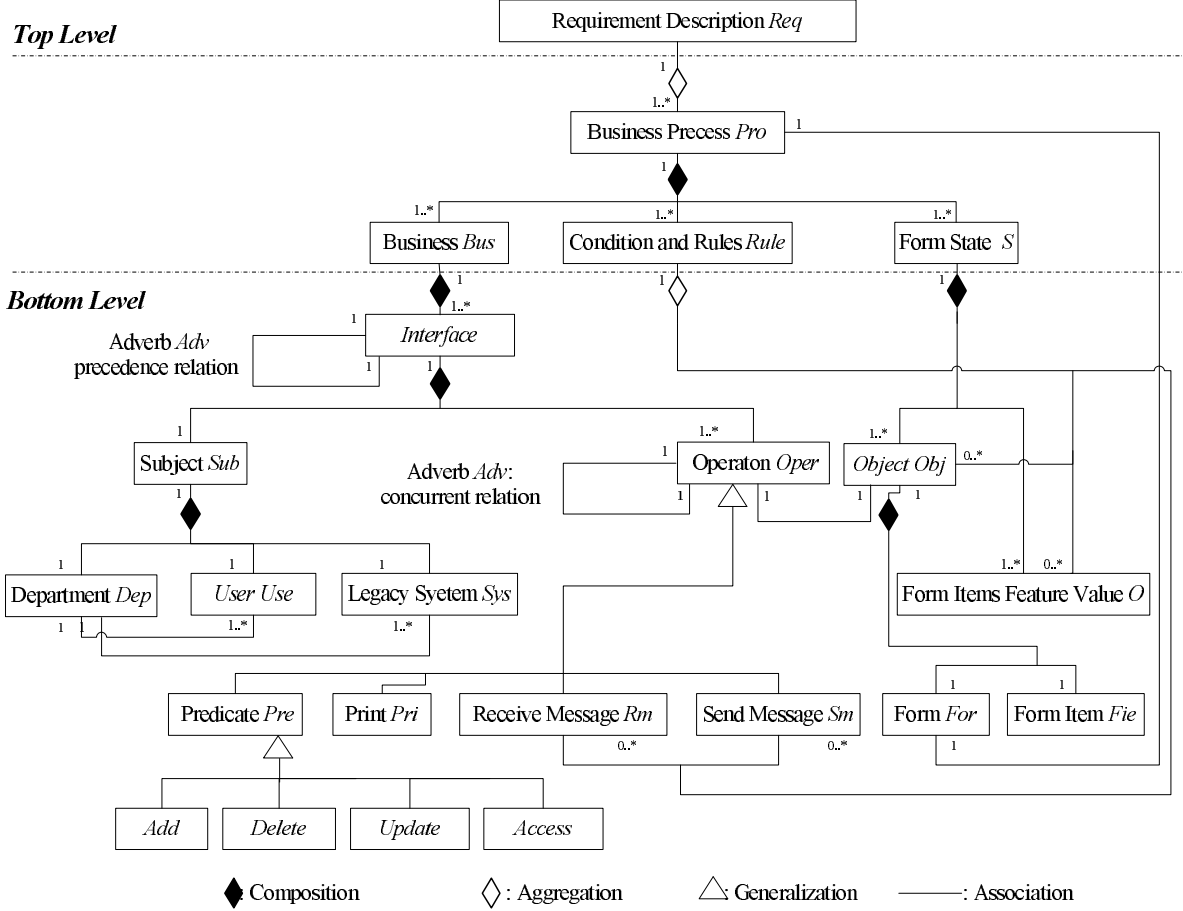 Requirement Description Req
Top Level
1
1..*
Business Precess Pro
1
1
1..*
1..*
1..*
Business Bus
Condition and Rules Rule
Form State S
1
1
1
Bottom Level
1..*
1
Interface
Adverb Adv
precedence relation
1
1
1
1..*
1..*
Subject Sub
1
Operaton Oper
Object Obj
0..*
Adverb Adv:
concurrent relation
1
1
1
1
1
1
1
1
1..*
0..*
Department Dep
User Use
Legacy Syetem Sys
Form Items Feature Value O
1
1
1..*
1..*
1
1
Predicate Pre
Print Pri
Receive Message Rm
Send Message Sm
Form For
Form Item Fie
0..*
0..*
1
Add
Delete
Update
Access
: Composition
: Aggregation
: Generalization
: Association